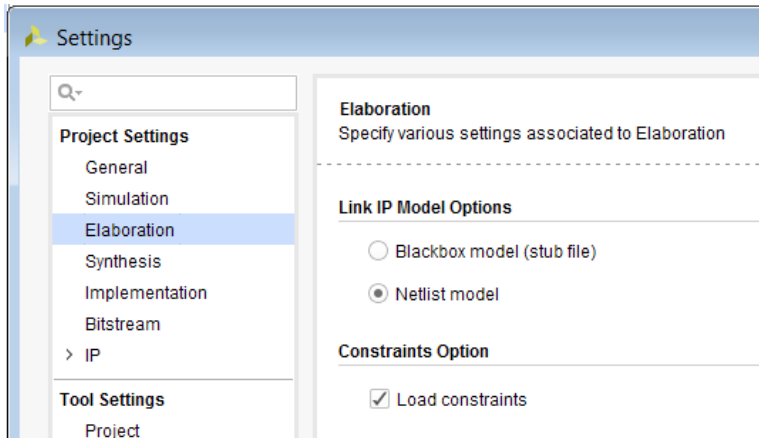 Settings
Project Settings
General
Simulation
Elaboration
Synthesis
Implementation
Bitstream
IP
Tool Settings
Project
Elaboration
Specify various settings associated to Elaboration
Link IP Model Options
Blackbox model (stub file)
Netlist model
Constraints Option
Load constraints